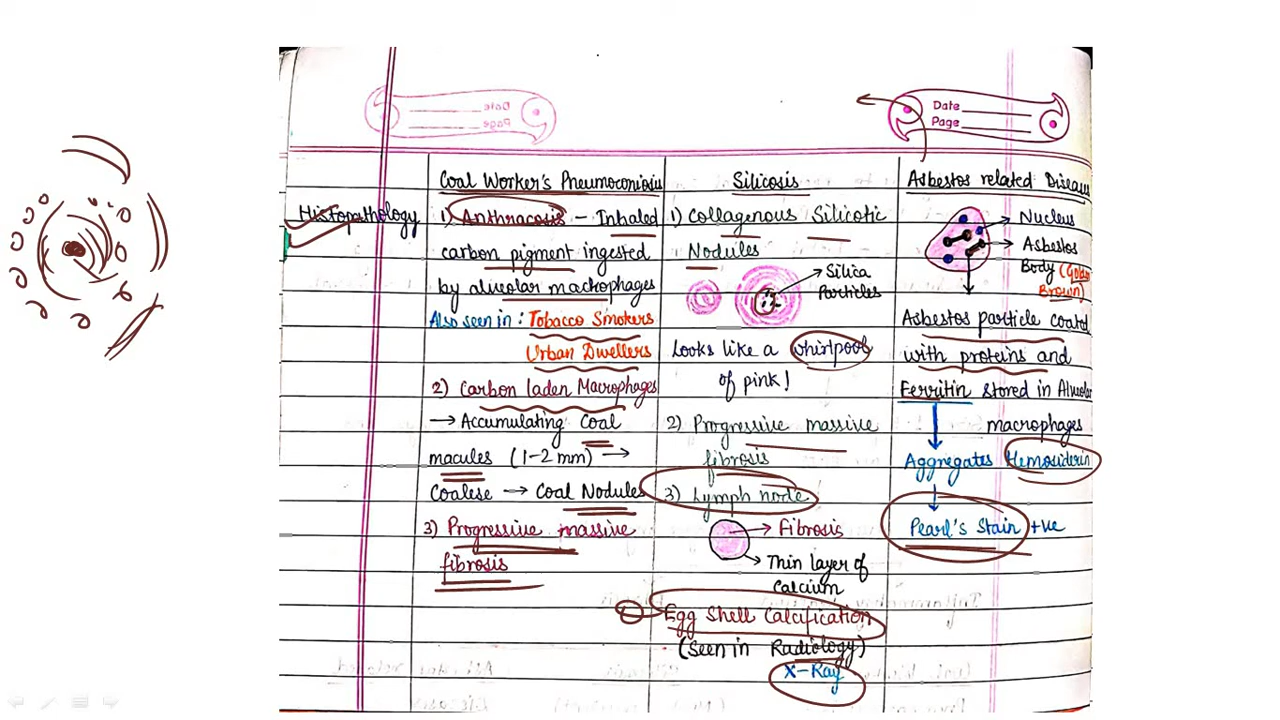 Date
Page
Coal Worker's Pneumoconiosis
Silicosis
Asbestos related Disease
Histopathology
1) Anthracosis - Inhaled
carbon pigment ingested
by alveolar macrophages
Also seen in : Tobacco Smokers
Urban Dwellers
2) Carbon laden Macrophages
→ Accumulating Coal
macules (1-2 mm) →
Coalese → Coal Nodules
3) Progressive massive
fibrosis
1) Collagenous Silicotic
Nodules
Silica
Particles
Looks like a whirlpool
of pink!
2) Progressive massive
fibrosis
3) Lymph node
Fibrosis
Thin layer of
Calcium
Egg Shell Calcification
(Seen in Radiology)
X-Ray
Nucleus
Asbestos
Body (Golden
Brown)
Asbestos particle coatd
with proteins and
Ferritin stored in Alveolar
macrophages
Aggregates Hemosiderin
Pearl's Stain +ve